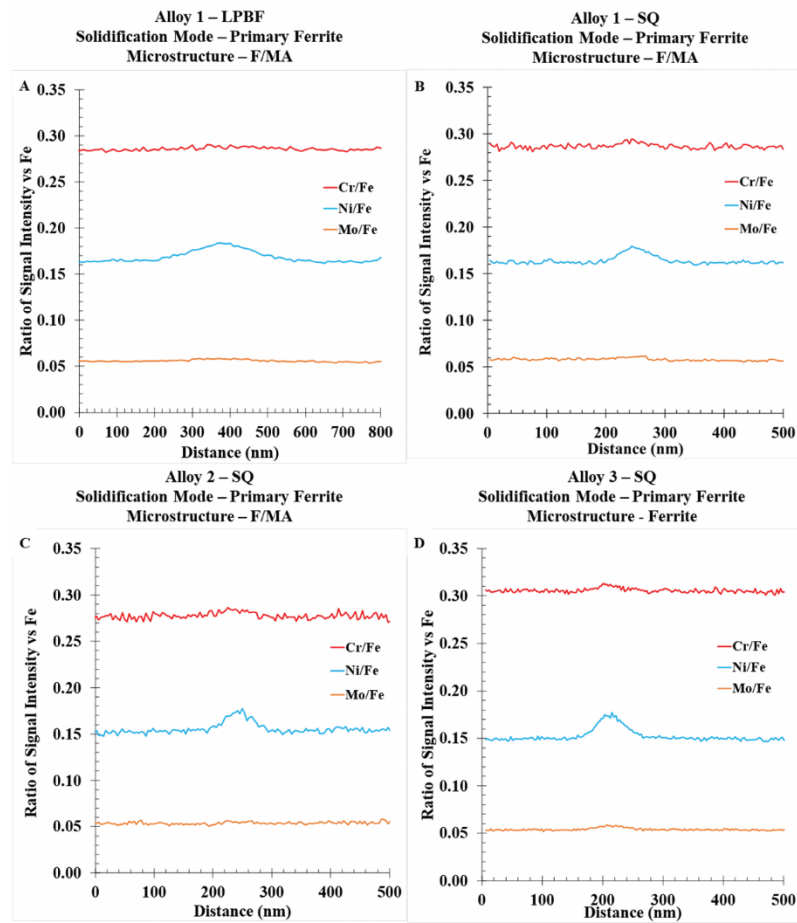 Alloy 1 – LPBF
Solidification Mode – Primary Ferrite
Microstructure – F/MA
A
0.35
0.30
0.25
0.20
0.15
0.10
0.05
0.00
Ratio of Signal Intensity vs Fe
Cr/Fe
Ni/Fe
Mo/Fe
0 100 200 300 400 500 600 700 800
Distance (nm)
Alloy 1 – SQ
Solidification Mode – Primary Ferrite
Microstructure – F/MA
B
0.35
0.30
0.25
0.20
0.15
0.10
0.05
0.00
Ratio of Signal Intensity vs Fe
Cr/Fe
Ni/Fe
Mo/Fe
0 100 200 300 400 500
Distance (nm)
Alloy 2 – SQ
Solidification Mode – Primary Ferrite
Microstructure – F/MA
C
0.35
0.30
0.25
0.20
0.15
0.10
0.05
0.00
Ratio of Signal Intensity vs Fe
Cr/Fe
Ni/Fe
Mo/Fe
0 100 200 300 400 500
Distance (nm)
Alloy 3 – SQ
Solidification Mode – Primary Ferrite
Microstructure - Ferrite
D
0.35
0.30
0.25
0.20
0.15
0.10
0.05
0.00
Ratio of Signal Intensity vs Fe
Cr/Fe
Ni/Fe
Mo/Fe
0 100 200 300 400 500
Distance (nm)